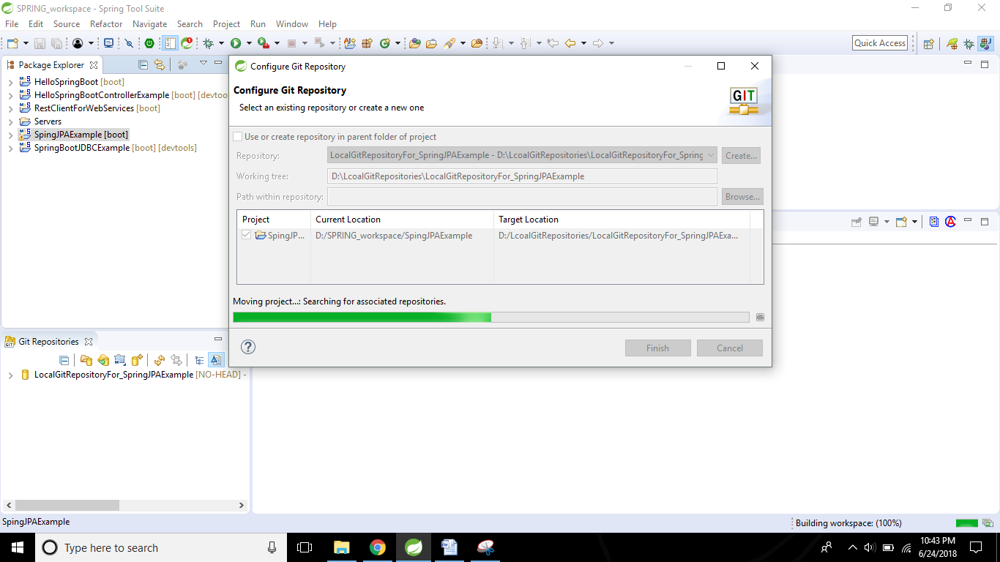 SPRING_workspace - Spring Tool Suite
File Edit Source Refactor Navigate Search Project Run Window Help
Quick Access
Package Explorer
HelloSpringBoot [boot]
HelloSpringBootControllerExample [boot] [devtoo
RestClientForWebServices [boot]
Servers
SpingJPAExample [boot]
SpringBootJDBCExample [boot] [devtools]
Configure Git Repository
Configure Git Repository
Select an existing repository or create a new one
GIT
Use or create repository in parent folder of project
Repository: LocalGitRepositoryFor_SpringJPAExample - D:\LcoalGitRepositories\LocalGitRepositoryFor_Spring Create...
Working tree: D:\LcoalGitRepositories\LocalGitRepositoryFor_SpringJPAExample
Path within repository: Browse...
Project Current Location Target Location
SpingJP... D:/SPRING_workspace/SpingJPAExample D:/LcoalGitRepositories/LocalGitRepositoryFor_SpringJPAExa...
Moving project...: Searching for associated repositories.
Finish Cancel
Git Repositories
LocalGitRepositoryFor_SpringJPAExample [NO-HEAD] -
SpingJPAExample
Building workspace: (100%)
Type here to search
10:43 PM
6/24/2018